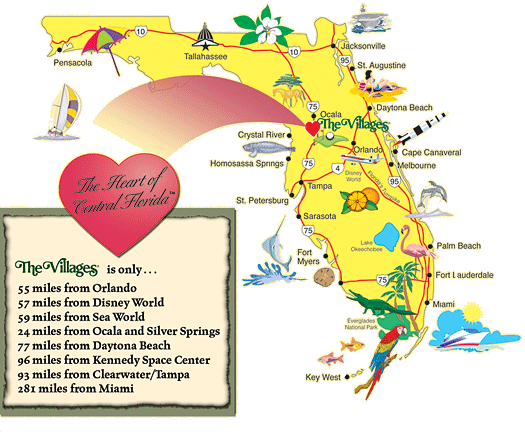 10
10
Jacksonville
Pensacola
Tallahassee
95
St. Augustine
75
Ocala
Daytona Beach
The Villages
Crystal River
Orlando
Cape Canaveral
Homosassa Springs
75
4
Disney
World
Melbourne
Florida's Turnpike
95
The Heart of
Central Florida™
Tampa
St. Petersburg
Sarasota
Lake
Okeechobee
Palm Beach
Fort
Myers
75
Fort Lauderdale
Miami
Everglades
National Park
Key West
The Villages® is only . . .
55 miles from Orlando
57 miles from Disney World
59 miles from Sea World
24 miles from Ocala and Silver Springs
77 miles from Daytona Beach
96 miles from Kennedy Space Center
93 miles from Clearwater/Tampa
281 miles from Miami